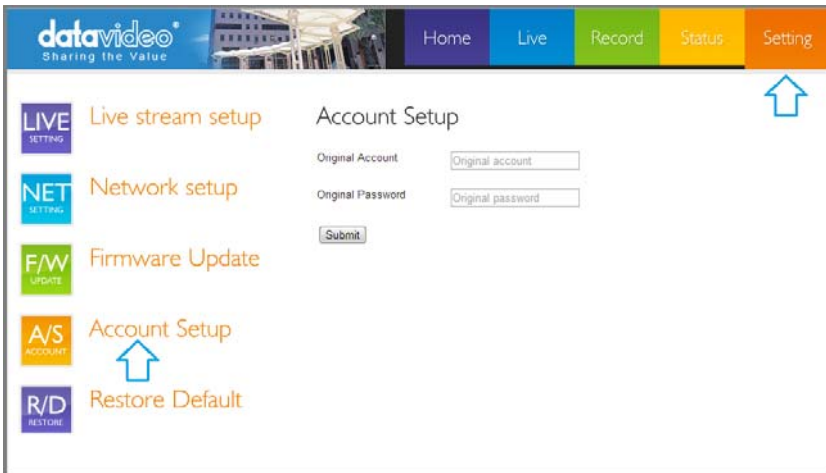 datavideo®
Sharing the Value
Home
Live
Record
Status
Setting
LIVE
SETTING
Live stream setup
NET
SETTING
Network setup
F/W
UPDATE
Firmware Update
A/S
ACCOUNT
Account Setup
R/D
RESTORE
Restore Default
Account Setup
Original Account
Original account
Original Password
Original password
Submit